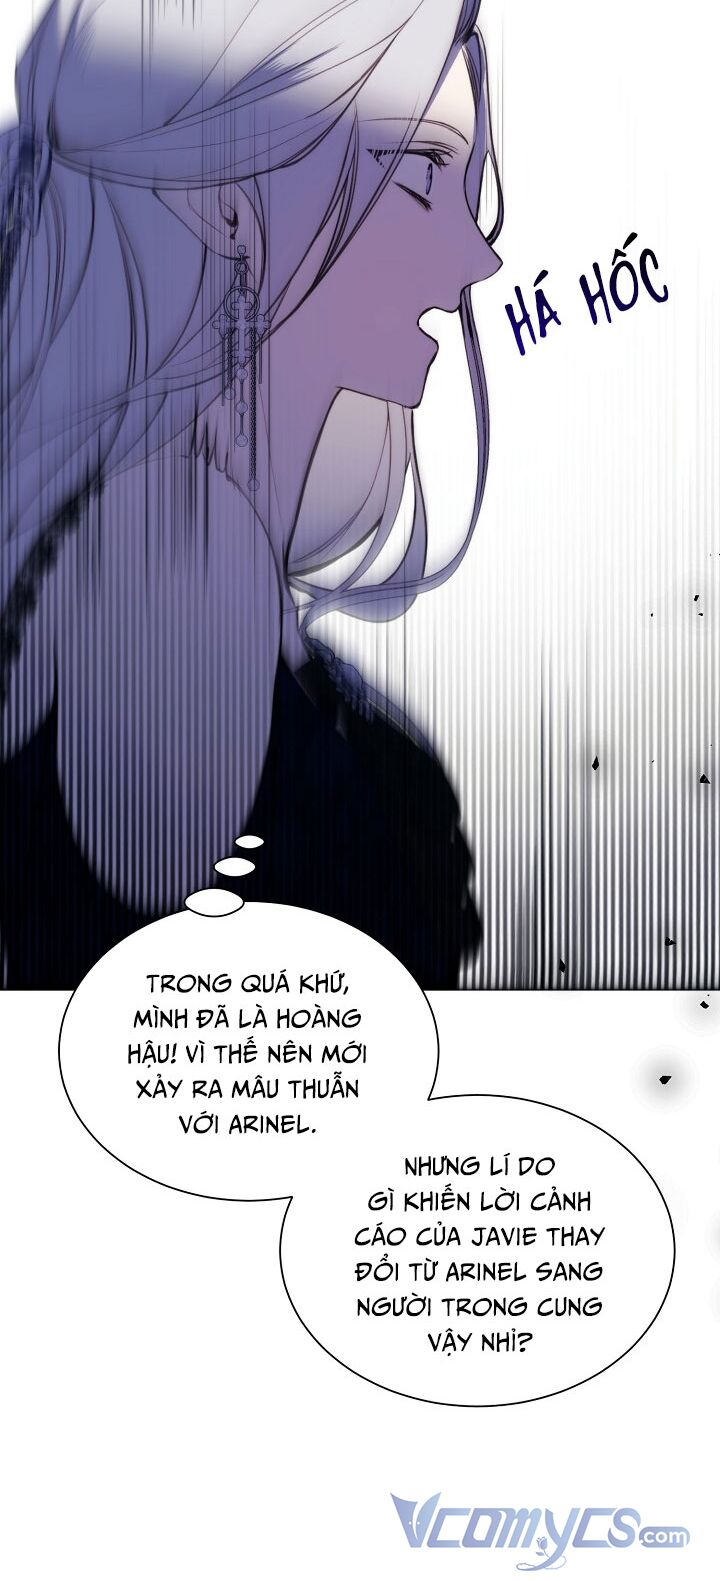 HÁ HỐC
TRONG QUÁ KHỨ,
MÌNH ĐÃ LÀ HOÀNG
HẬU! VÌ THẾ NÊN MỚI
XẢY RA MÂU THUẪN
VỚI ARINEL.
NHƯNG LÍ DO
GÌ KHIẾN LỜI CẢNH
CÁO CỦA JAVIE THAY
ĐỔI TỪ ARINEL SANG
NGƯỜI TRONG CUNG
VẬY NHỈ?
VCOMYCS.com